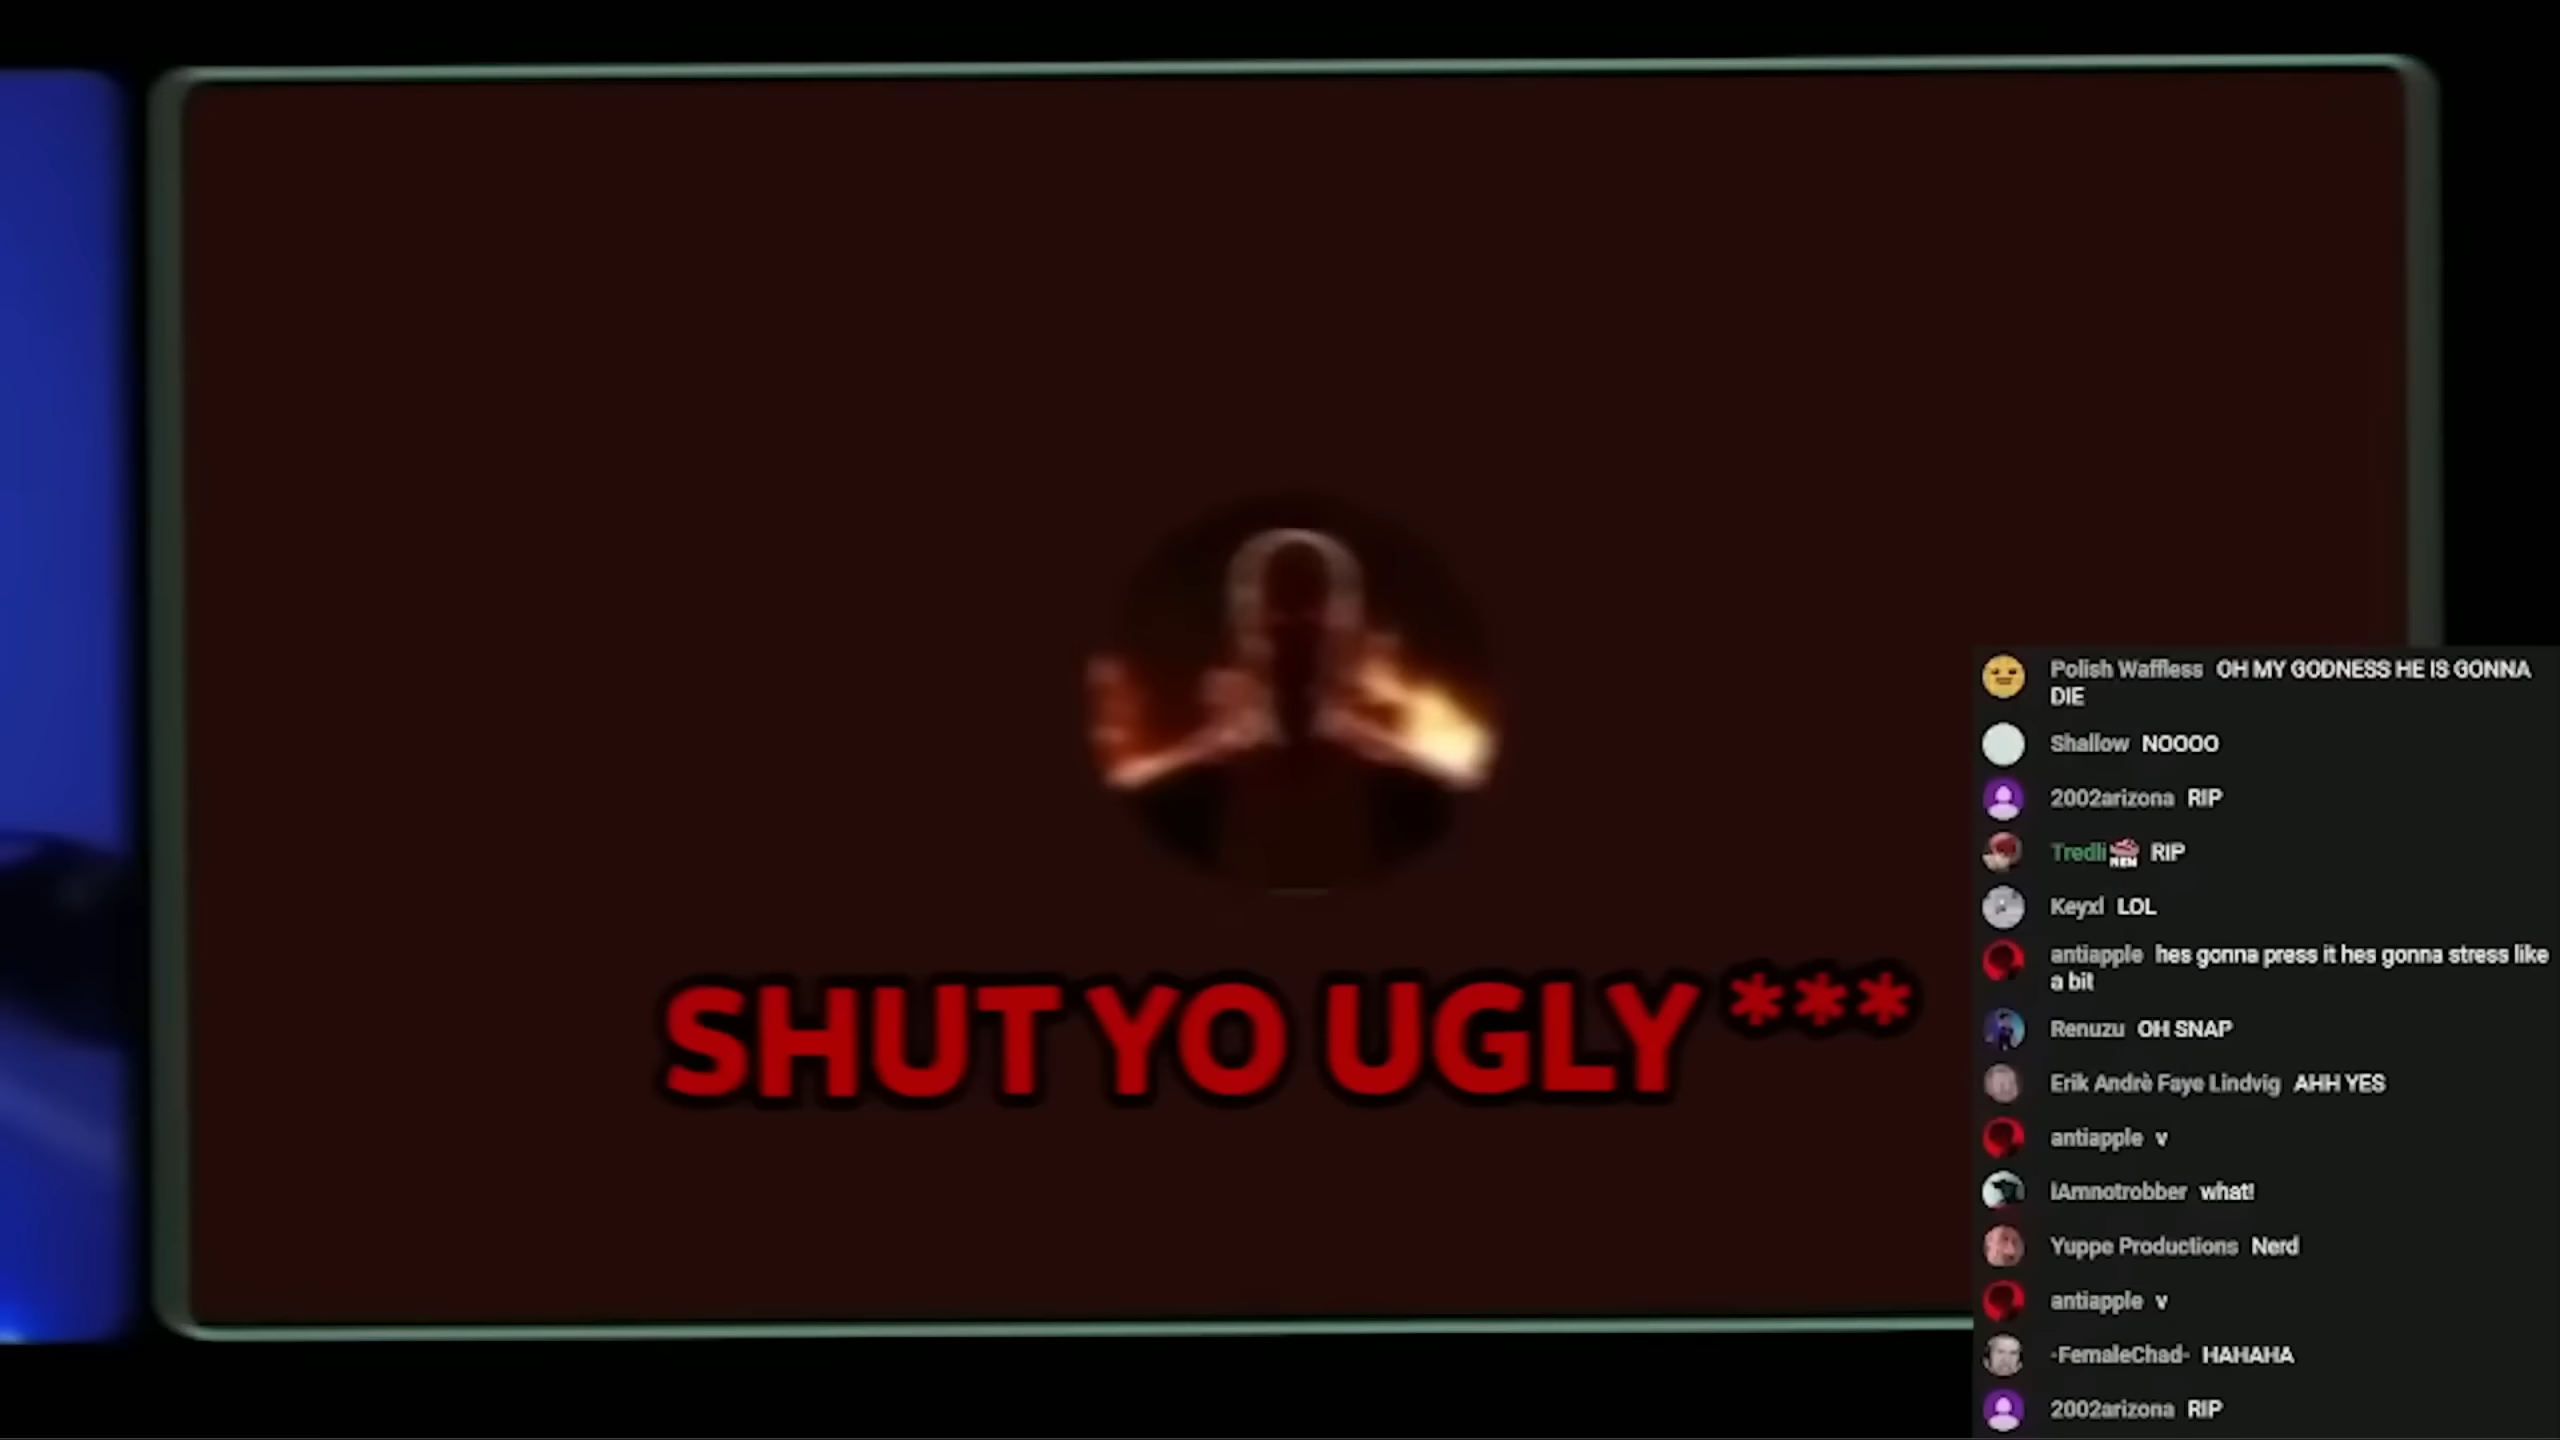 SHUT YO UGLY ***
Polish Waffless OH MY GODNESS HE IS GONNA
DIE
Shallow NOOOO
2002arizona RIP
Tredli NEW RIP
Keyxl LOL
antiapple hes gonna press it hes gonna stress like
a bit
Renuzu OH SNAP
Erik Andrè Faye Lindvig AHH YES
antiapple v
iAmnotrobber what!
Yuppe Productions Nerd
antiapple v
-FemaleChad- HAHAHA
2002arizona RIP